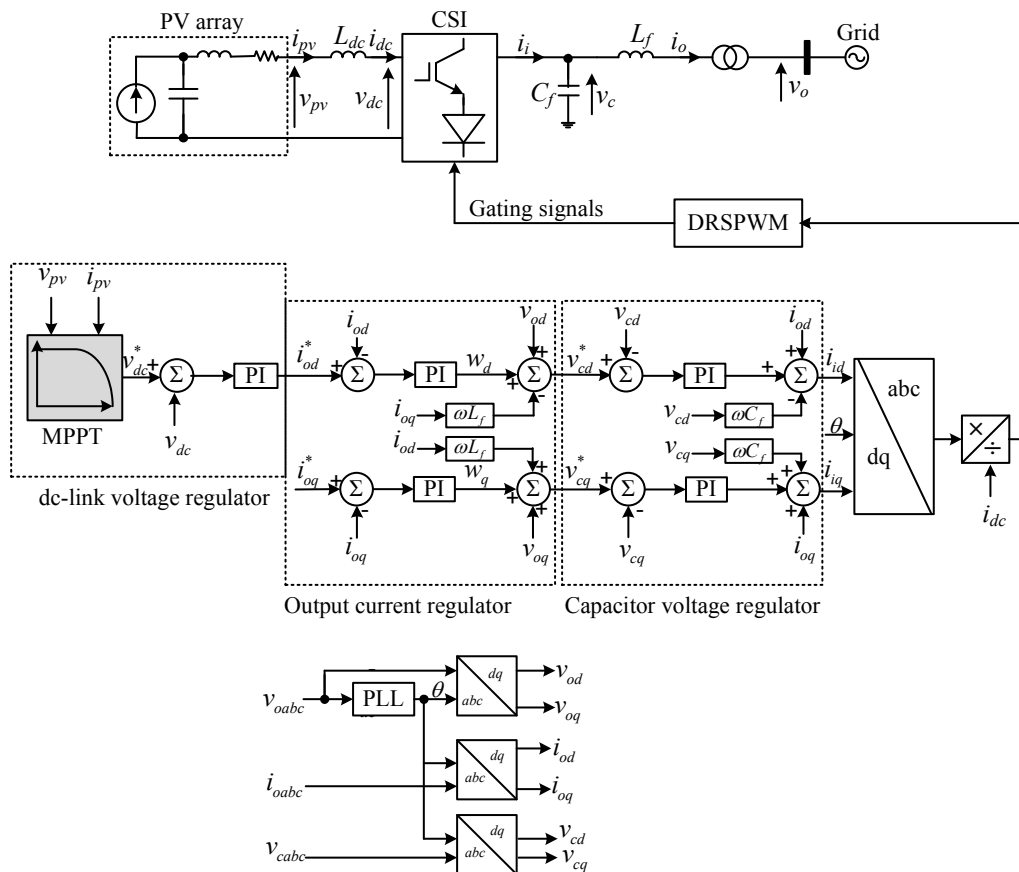 PV array
CSI
Grid
i_pv
L_dc
i_dc
i_i
L_f
i_o
v_pv
v_dc
C_f
v_c
v_o
Gating signals
DRSPWM
v_pv
i_pv
v*_dc
+
Σ
PI
i*_od
v_dc
MPPT
dc-link voltage regulator
i_od
-
+
Σ
PI
w_d
v_od
+
+
-
Σ
v*_cd
i_oq
ωL_f
i_od
ωL_f
i*_oq
+
Σ
-
PI
w_q
+
+
+
Σ
v*_cq
i_oq
v_oq
Output current regulator
v_cd
-
+
Σ
PI
i_od
+
+
-
Σ
i_id
v_cd
ωC_f
v_cq
ωC_f
+
Σ
-
PI
+
+
+
Σ
i_iq
v_cq
i_oq
Capacitor voltage regulator
θ
abc
dq
×
÷
i_dc
v_oabc
PLL
θ
dq
abc
v_od
v_oq
i_oabc
dq
abc
i_od
i_oq
v_cabc
dq
abc
v_cd
v_cq